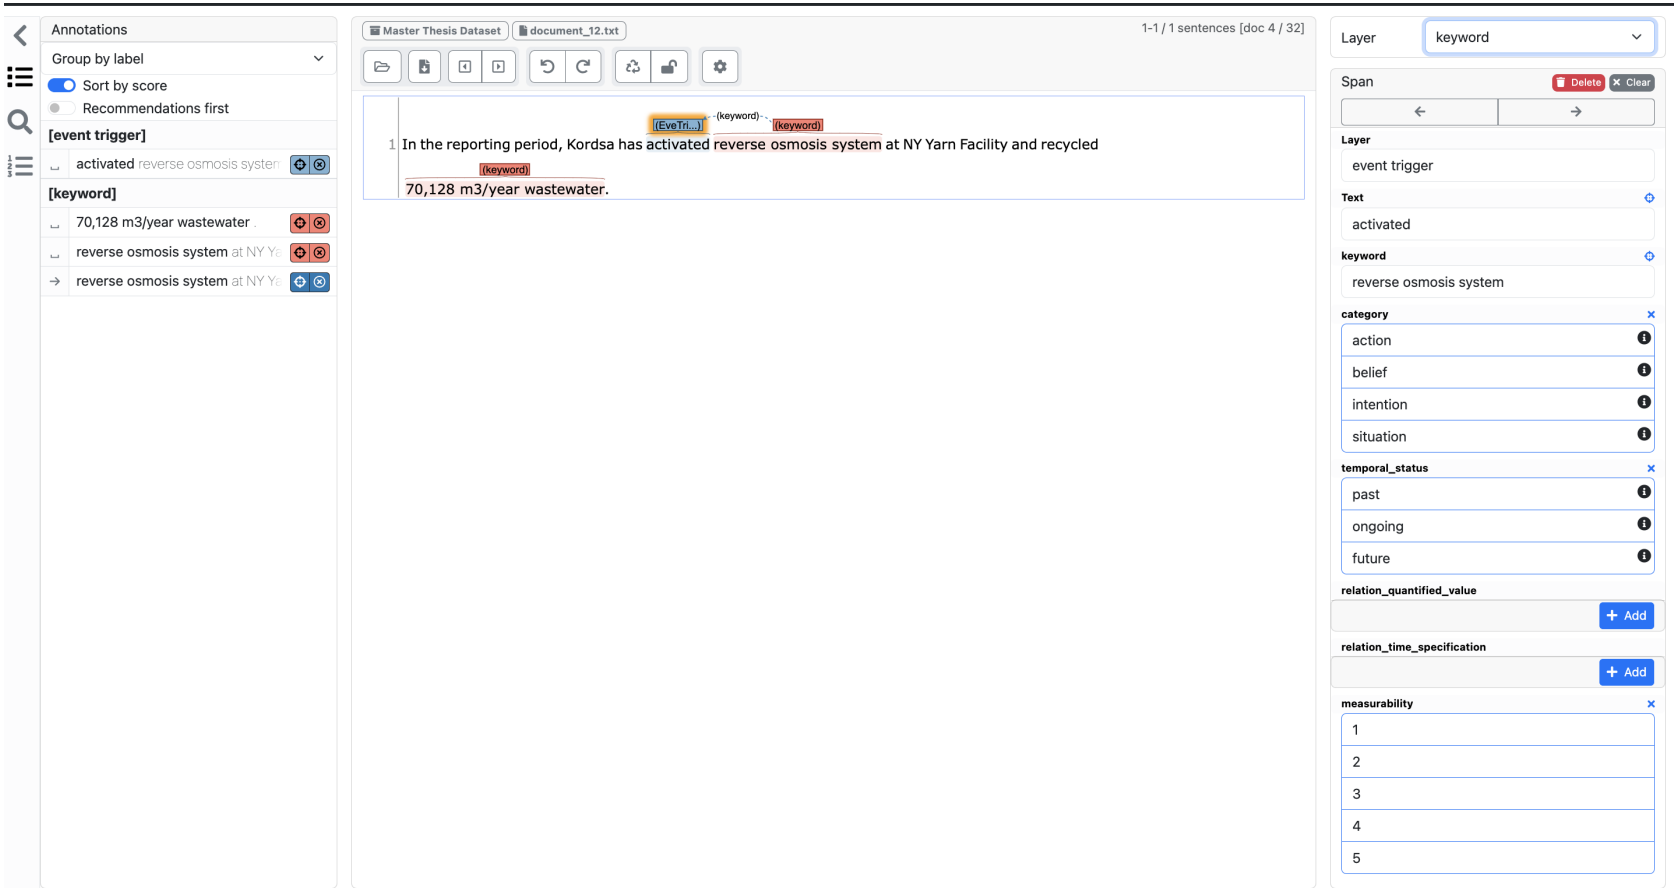 Annotations
Group by label
Sort by score
Recommendations first
[event trigger]
activated reverse osmosis system
[keyword]
70,128 m3/year wastewater .
reverse osmosis system at NY Ya
reverse osmosis system at NY Ya
Master Thesis Dataset document_12.txt 1-1 / 1 sentences [doc 4 / 32]
(EveTri...) (keyword) (keyword)
1 In the reporting period, Kordsa has activated reverse osmosis system at NY Yarn Facility and recycled
(keyword)
70,128 m3/year wastewater.
Layer keyword
Span Delete Clear
Layer
event trigger
Text
activated
keyword
reverse osmosis system
category
action
belief
intention
situation
temporal_status
past
ongoing
future
relation_quantified_value
+ Add
relation_time_specification
+ Add
measurability
1
2
3
4
5